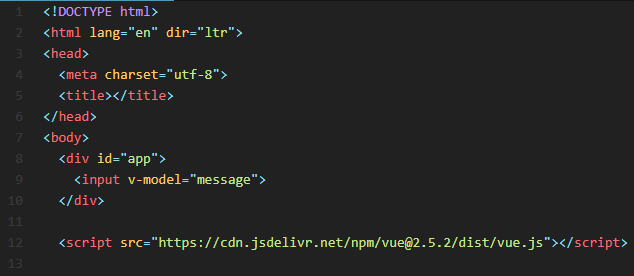 1 <!DOCTYPE html>
2 <html lang="en" dir="ltr">
3 <head>
4   <meta charset="utf-8">
5   <title></title>
6 </head>
7 <body>
8   <div id="app">
9     <input v-model="message">
10   </div>
11
12   <script src="https://cdn.jsdelivr.net/npm/vue@2.5.2/dist/vue.js"></script>
13